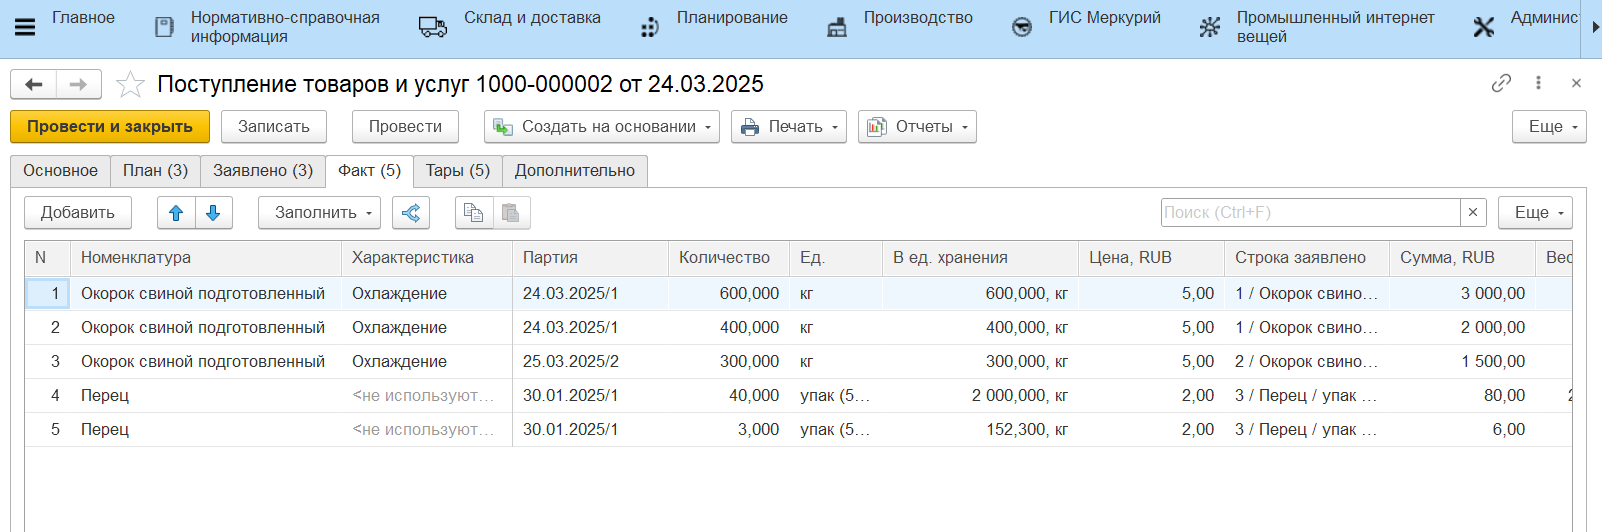 Главное
Нормативно-справочная
информация
Склад и доставка
Планирование
Производство
ГИС Меркурий
Промышленный интернет
вещей
Админис
Поступление товаров и услуг 1000-000002 от 24.03.2025
Провести и закрыть Записать Провести Создать на основании Печать Отчеты Еще
Основное План (3) Заявлено (3) Факт (5) Тары (5) Дополнительно
Добавить Заполнить Поиск (Ctrl+F) × Еще
N Номенклатура Характеристика Партия Количество Ед. В ед. хранения Цена, RUB Строка заявлено Сумма, RUB Вес
1 Окорок свиной подготовленный Охлаждение 24.03.2025/1 600,000 кг 600,000, кг 5,00 1 / Окорок свино... 3 000,00
2 Окорок свиной подготовленный Охлаждение 24.03.2025/1 400,000 кг 400,000, кг 5,00 1 / Окорок свино... 2 000,00
3 Окорок свиной подготовленный Охлаждение 25.03.2025/2 300,000 кг 300,000, кг 5,00 2 / Окорок свино... 1 500,00
4 Перец <не используют... 30.01.2025/1 40,000 упак (5... 2 000,000, кг 2,00 3 / Перец / упак ... 80,00 2
5 Перец <не используют... 30.01.2025/1 3,000 упак (5... 152,300, кг 2,00 3 / Перец / упак ... 6,00